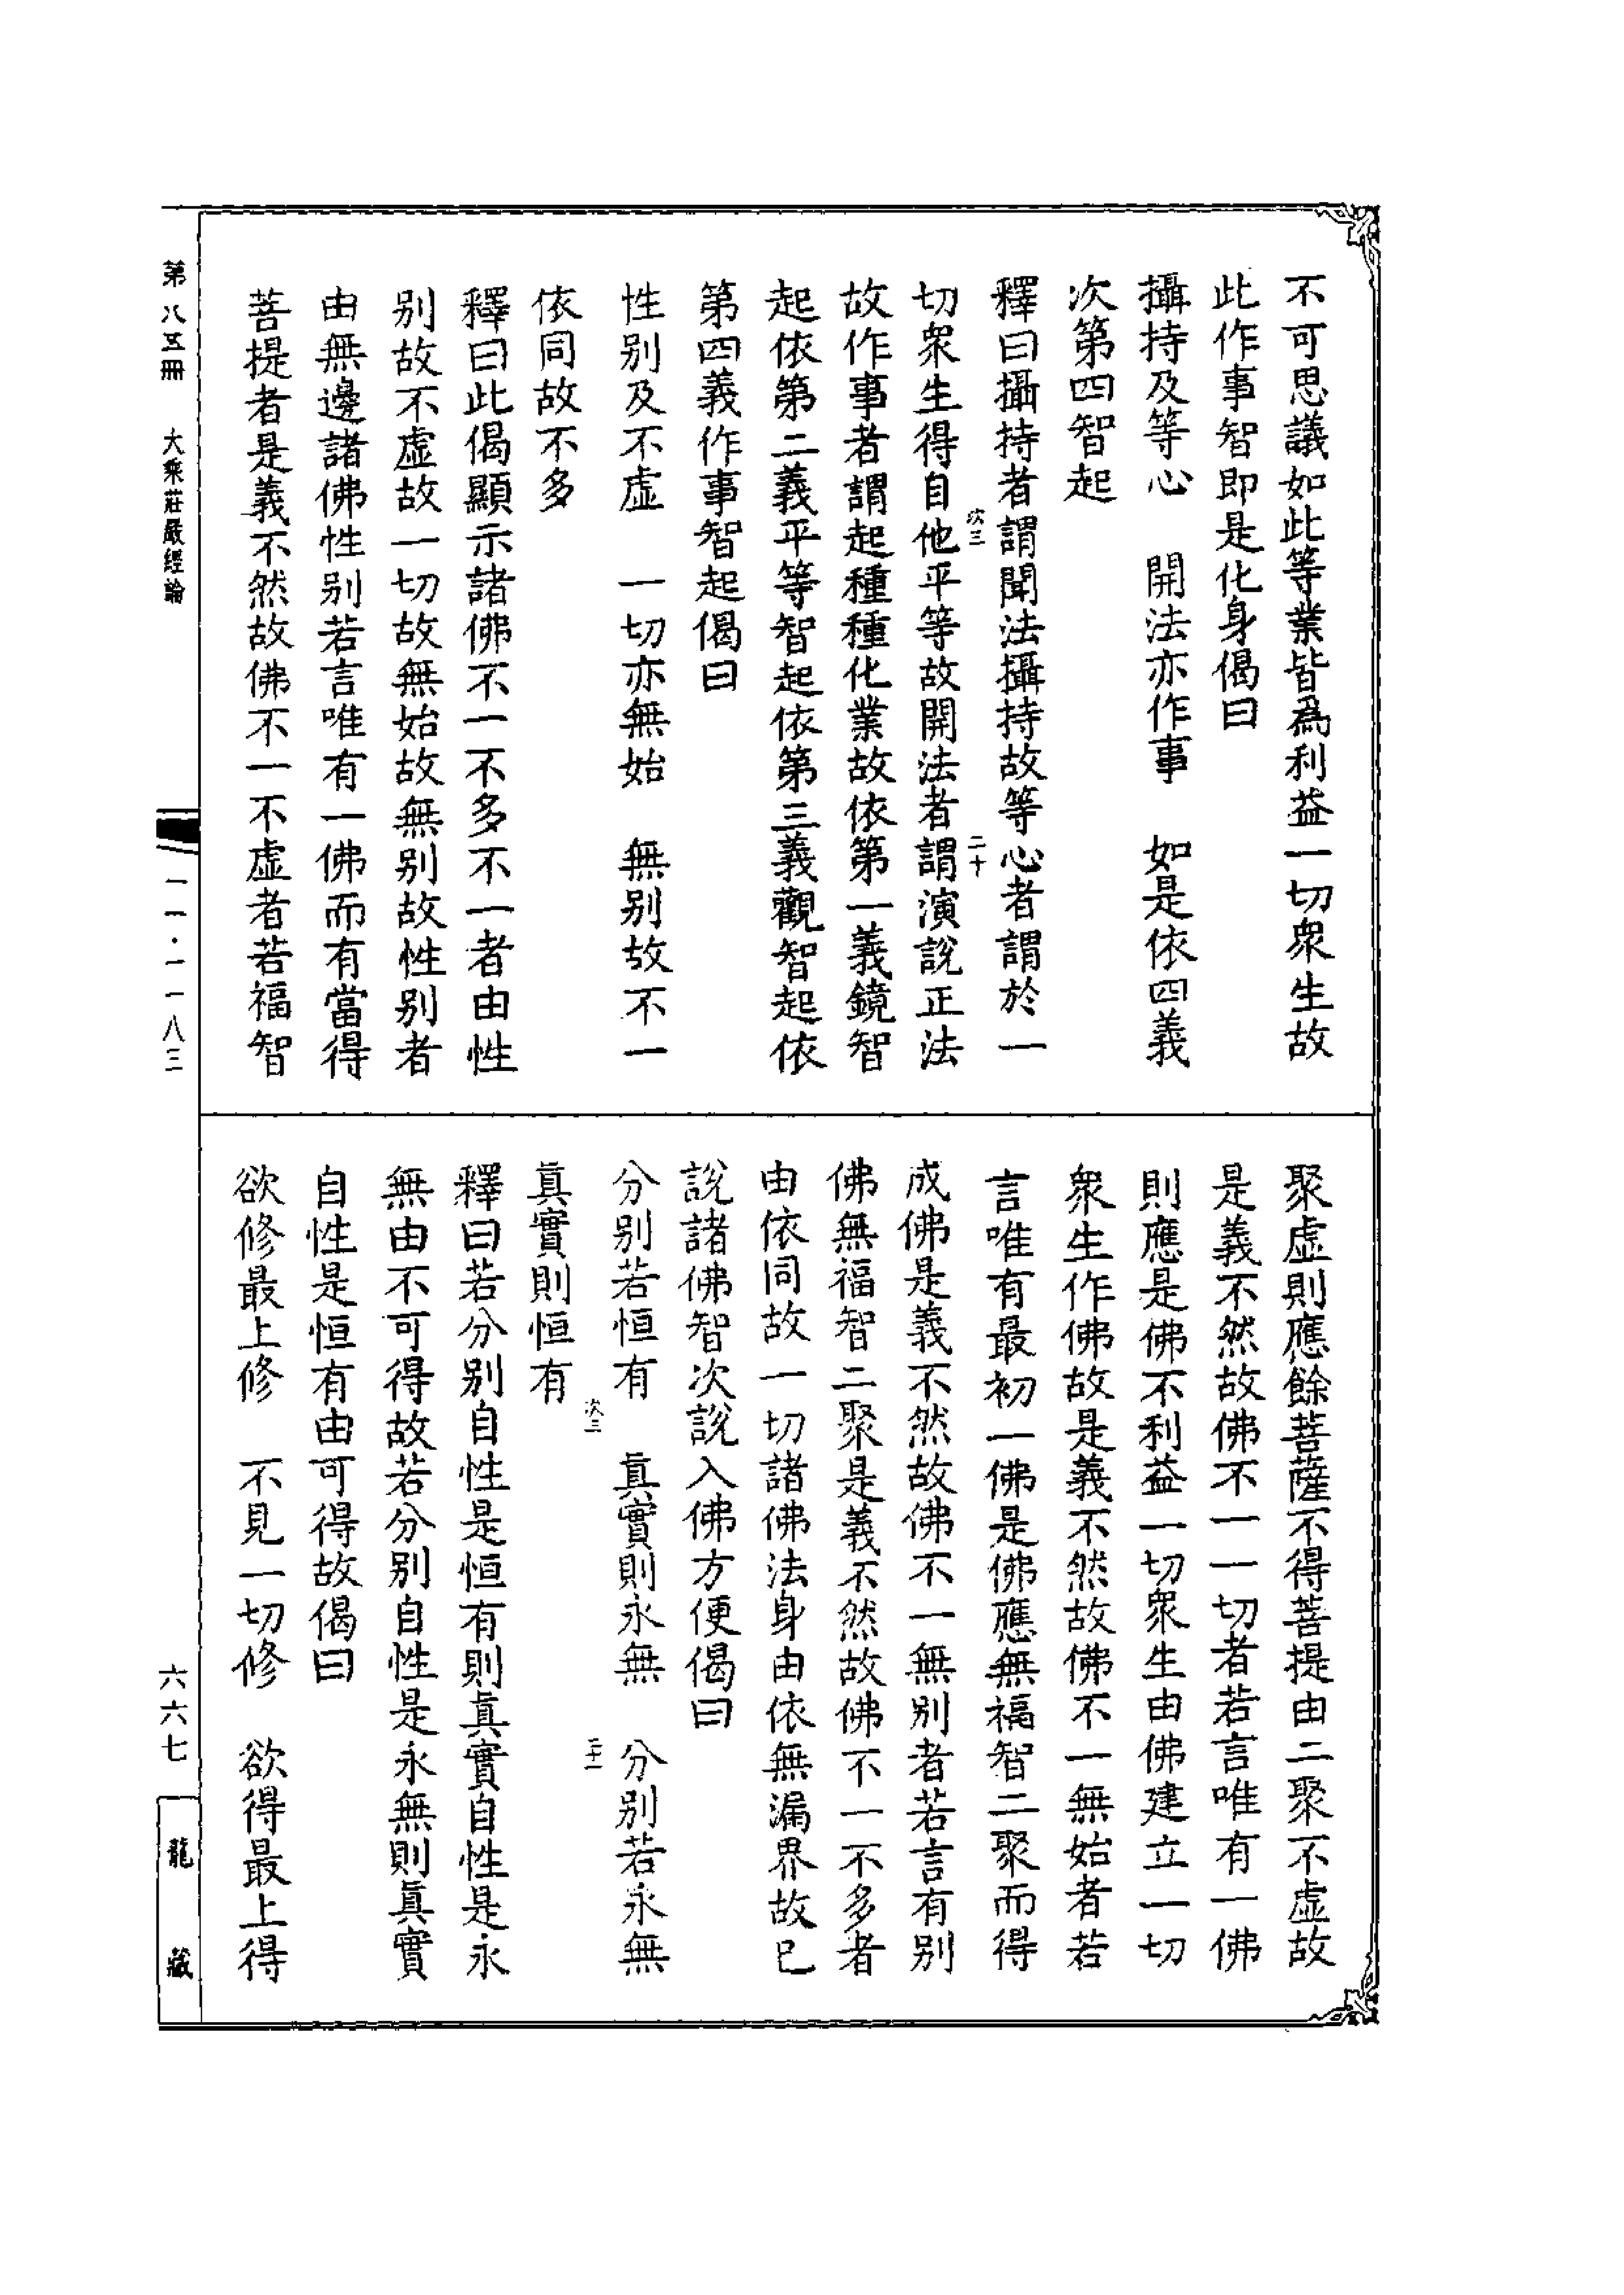 不可思議如此等業皆為利益一切衆生故
此作事智即是化身偈曰
攝持及等心　開法亦作事　如是依四義
次第四智起
釋曰攝持者謂聞法攝持故等心者謂於一
次三
二十
切衆生得自他平等故開法者謂演說正法
故作事者謂起種種化業故依第一義鏡智
起依第二義平等智起依第三義觀智起依
第四義作事智起偈曰
性别及不虛　一切亦無始　無别故不一
依同故不多
釋曰此偈顯示諸佛不一不多不一者由性
别故不虛故一切故無始故無别故性别者
由無邊諸佛性别若言唯有一佛而有當得
菩提者是義不然故佛不一不虛者若福智
聚虛則應餘菩薩不得菩提由二聚不虛故
是義不然故佛不一一切者若言唯有一佛
則應是佛不利益一切衆生由佛建立一切
衆生作佛故是義不然故佛不一無始者若
言唯有最初一佛是佛應無福智二聚而得
成佛是義不然故佛不一無别者若言有别
佛無福智二聚是義不然故佛不一不多者
由依同故一切諸佛法身由依無漏界故已
說諸佛智次說入佛方便偈曰
分别若恒有　真實則永無　分别若永無
次三
二十一
真實則恒有
釋曰若分别自性是恒有則真實自性是永
無由不可得故若分别自性是永無則真實
自性是恒有由可得故偈曰
欲修最上修　不見一切修　欲得最上得
第八五冊　大乘莊嚴經論
一一·一一八三
六六七
龍藏